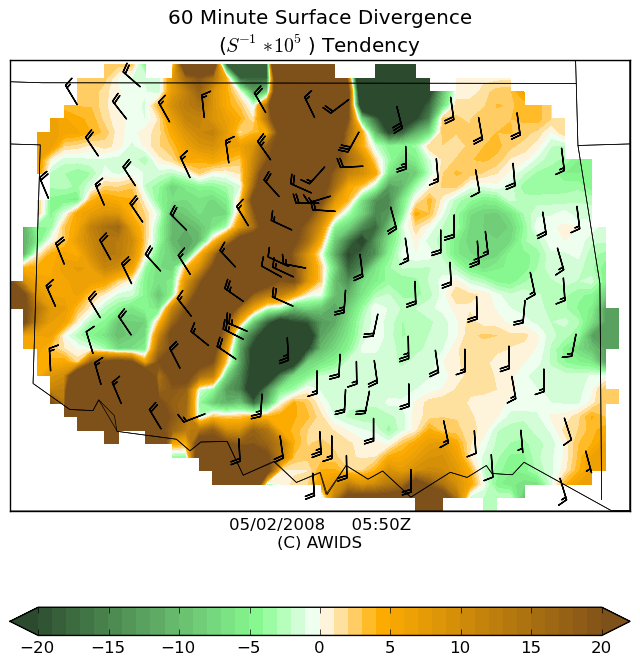 60 Minute Surface Divergence
(S⁻¹ * 10⁵ ) Tendency
05/02/2008 05:50Z
(C) AWIDS
−20 −15 −10 −5 0 5 10 15 20